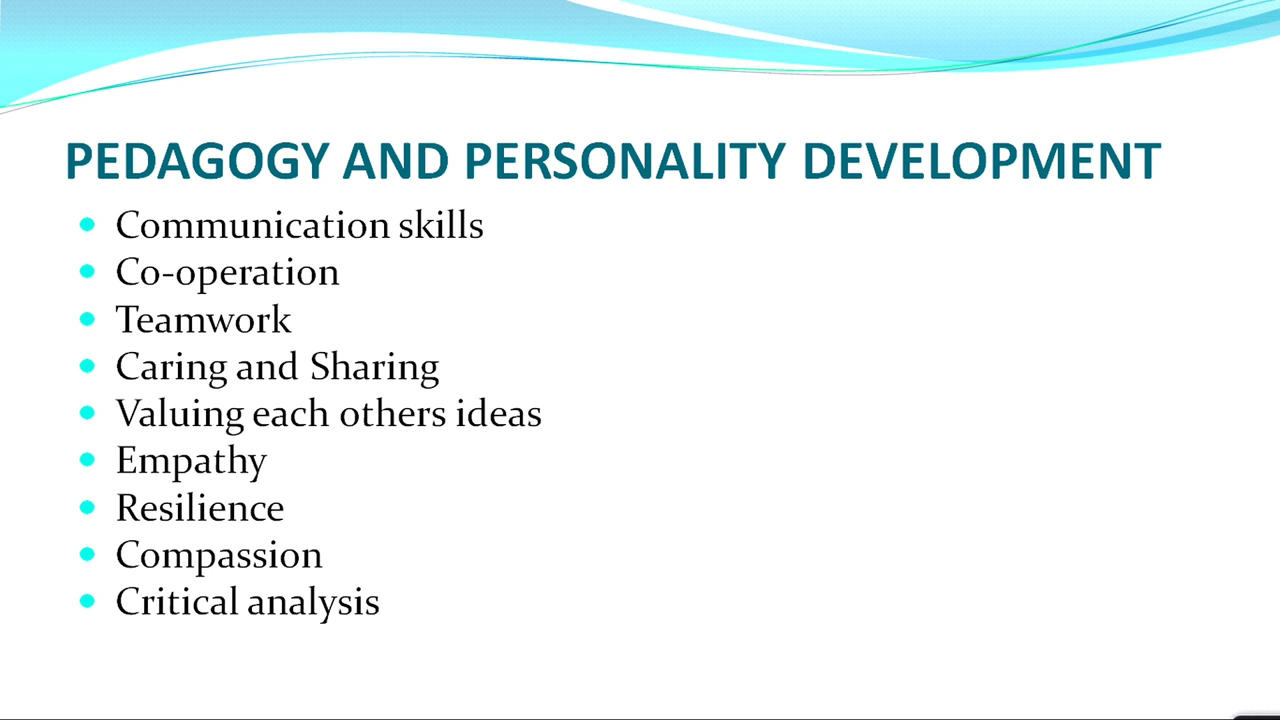 PEDAGOGY AND PERSONALITY DEVELOPMENT
Communication skills
Co-operation
Teamwork
Caring and Sharing
Valuing each others ideas
Empathy
Resilience
Compassion
Critical analysis